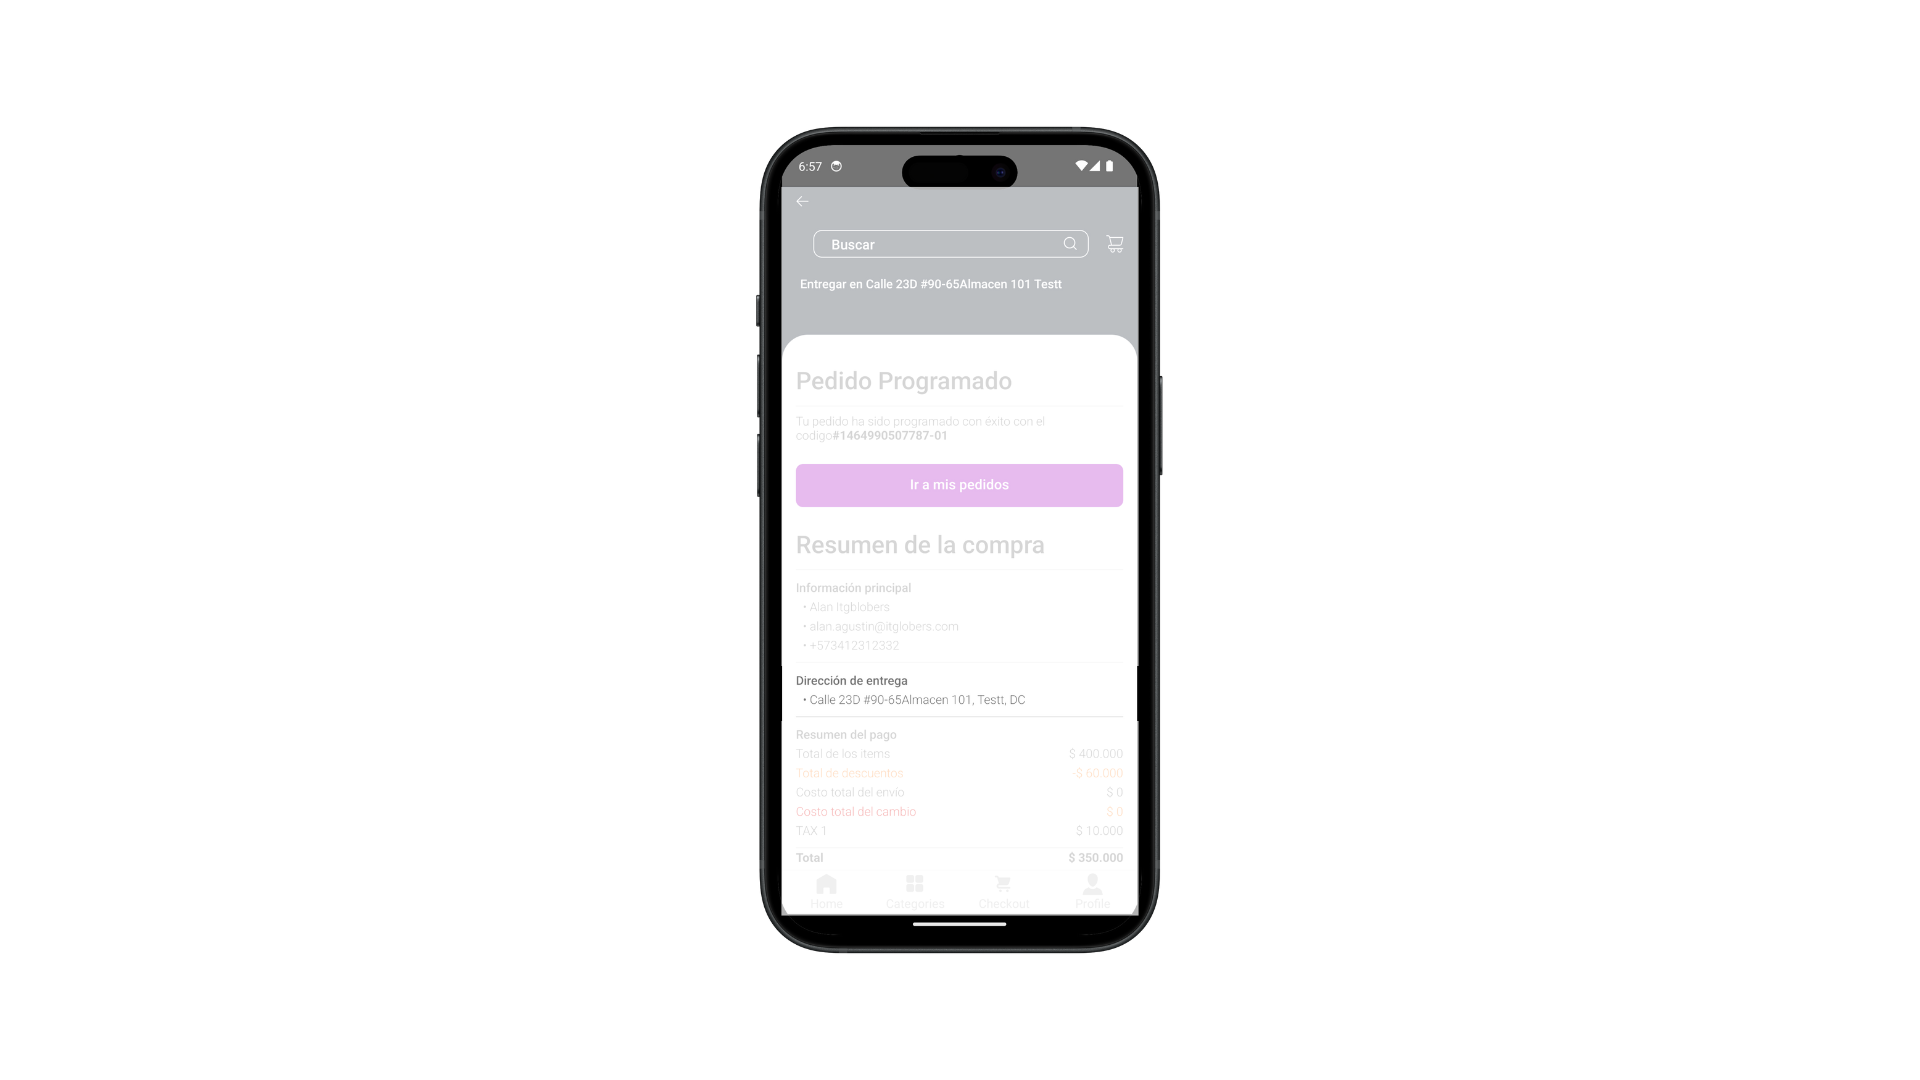 6:57
Buscar
Entregar en Calle 23D #90-65Almacen 101 Testt
Pedido Programado
Tu pedido ha sido programado con éxito con el
codigo#1464990507787-01
Ir a mis pedidos
Resumen de la compra
Información principal
• Alan Itgblobers
• alan.agustin@itglobers.com
• +573412312332
Dirección de entrega
• Calle 23D #90-65Almacen 101, Testt, DC
Resumen del pago
Total de los items $ 400.000
Total de descuentos -$ 60.000
Costo total del envío $ 0
Costo total del cambio $ 0
TAX 1 $ 10.000
Total $ 350.000
Home Categories Checkout Profile